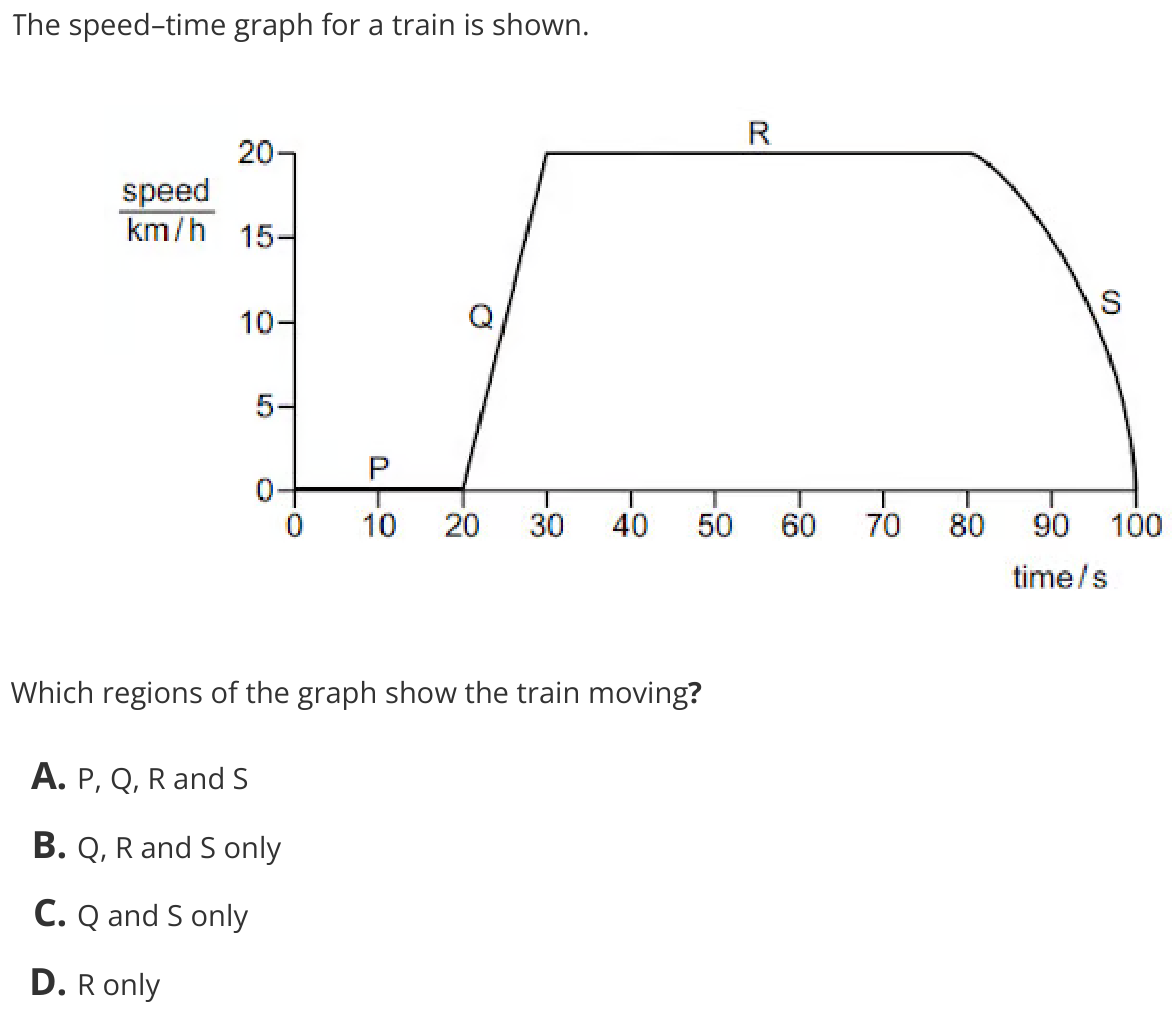 The speed–time graph for a train is shown.
R
20
speed
km/h
15
Q
10
S
5
P
0
0 10 20 30 40 50 60 70 80 90 100
time/s
Which regions of the graph show the train moving?
A. P, Q, R and S
B. Q, R and S only
C. Q and S only
D. R only